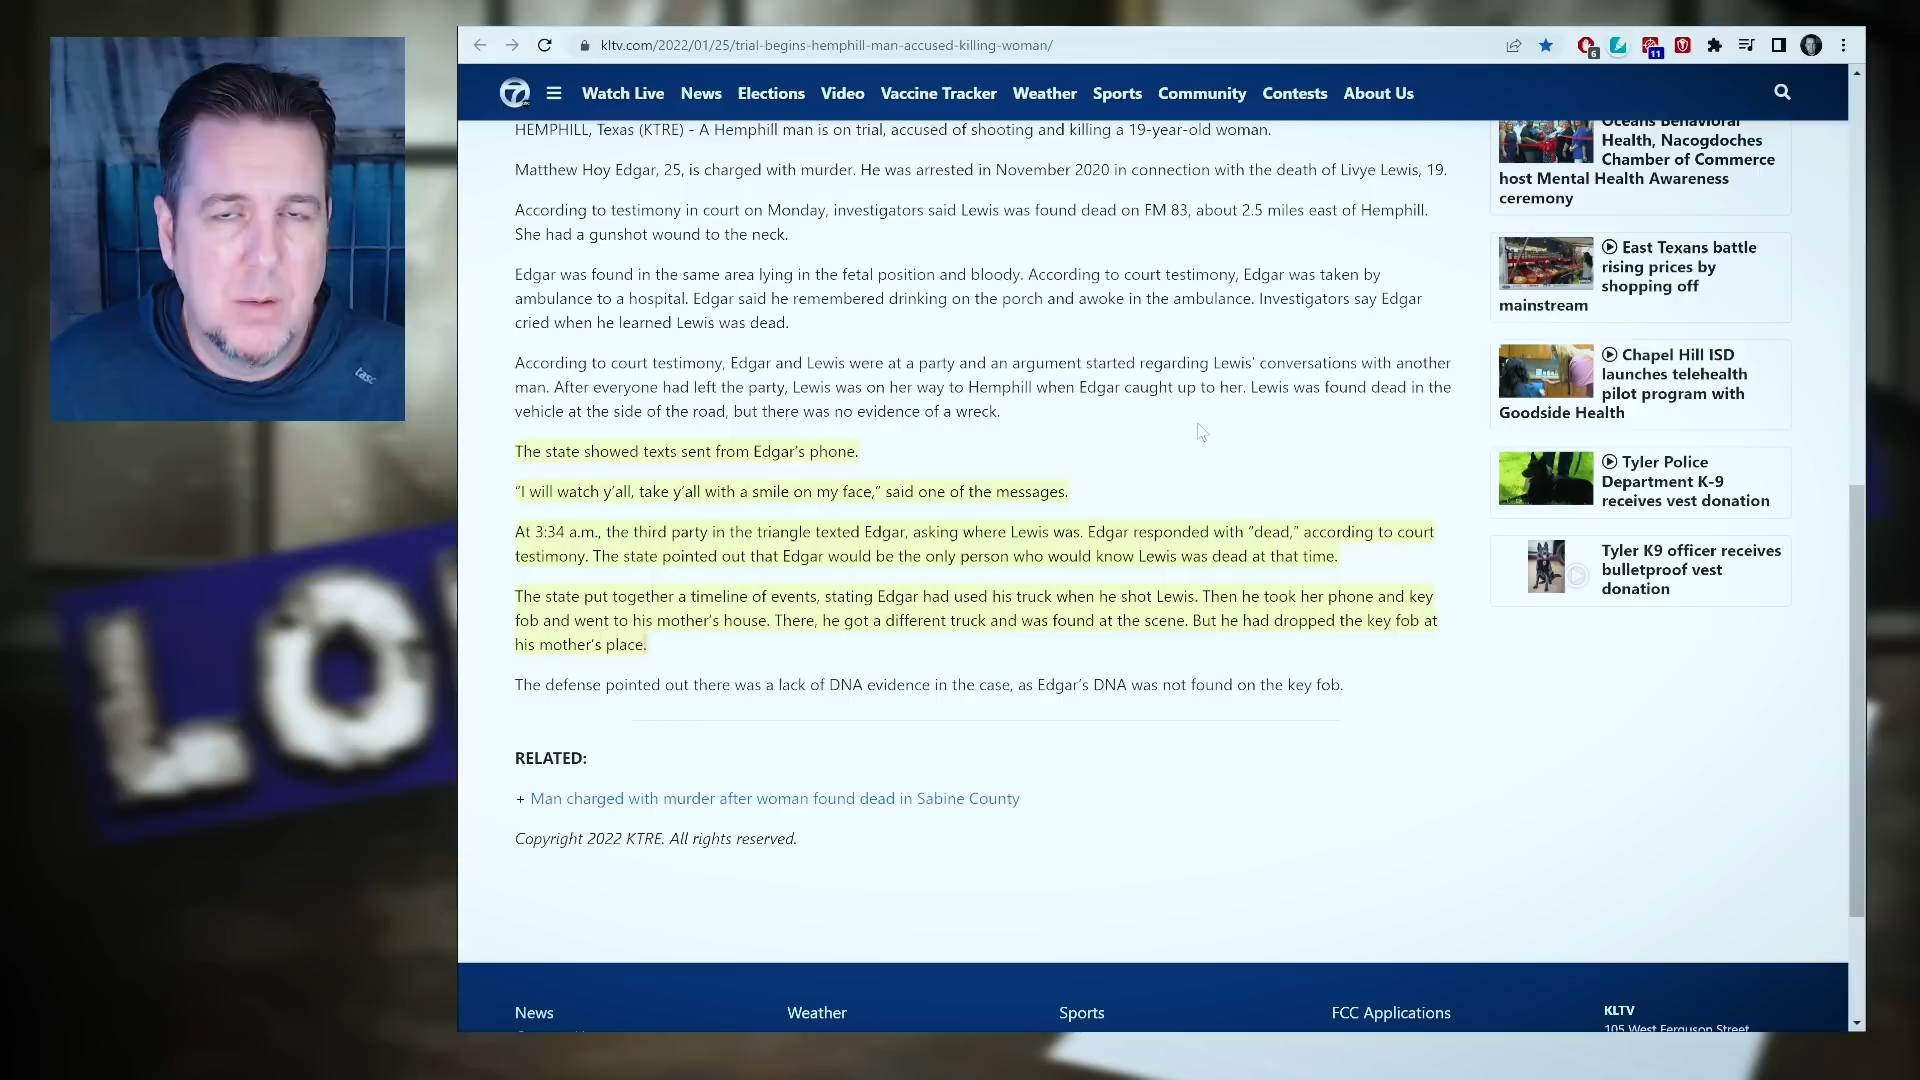 kltv.com/2022/01/25/trial-begins-hemphill-man-accused-killing-woman/
6
11
7
Watch Live News Elections Video Vaccine Tracker Weather Sports Community Contests About Us
HEMPHILL, Texas (KTRE) - A Hemphill man is on trial, accused of shooting and killing a 19-year-old woman.
Matthew Hoy Edgar, 25, is charged with murder. He was arrested in November 2020 in connection with the death of Livye Lewis, 19.
According to testimony in court on Monday, investigators said Lewis was found dead on FM 83, about 2.5 miles east of Hemphill.
She had a gunshot wound to the neck.
Edgar was found in the same area lying in the fetal position and bloody. According to court testimony, Edgar was taken by
ambulance to a hospital. Edgar said he remembered drinking on the porch and awoke in the ambulance. Investigators say Edgar
cried when he learned Lewis was dead.
According to court testimony, Edgar and Lewis were at a party and an argument started regarding Lewis' conversations with another
man. After everyone had left the party, Lewis was on her way to Hemphill when Edgar caught up to her. Lewis was found dead in the
vehicle at the side of the road, but there was no evidence of a wreck.
The state showed texts sent from Edgar's phone.
"I will watch y'all, take y'all with a smile on my face," said one of the messages.
At 3:34 a.m., the third party in the triangle texted Edgar, asking where Lewis was. Edgar responded with "dead," according to court
testimony. The state pointed out that Edgar would be the only person who would know Lewis was dead at that time.
The state put together a timeline of events, stating Edgar had used his truck when he shot Lewis. Then he took her phone and key
fob and went to his mother's house. There, he got a different truck and was found at the scene. But he had dropped the key fob at
his mother's place.
The defense pointed out there was a lack of DNA evidence in the case, as Edgar's DNA was not found on the key fob.
RELATED:
+ Man charged with murder after woman found dead in Sabine County
Copyright 2022 KTRE. All rights reserved.
Oceans Behavioral
Health, Nacogdoches
Chamber of Commerce
host Mental Health Awareness
ceremony
East Texans battle
rising prices by
shopping off
mainstream
Chapel Hill ISD
launches telehealth
pilot program with
Goodside Health
Tyler Police
Department K-9
receives vest donation
Tyler K9 officer receives
bulletproof vest
donation
News Weather Sports FCC Applications KLTV
105 West Ferguson Street
tasc
LO